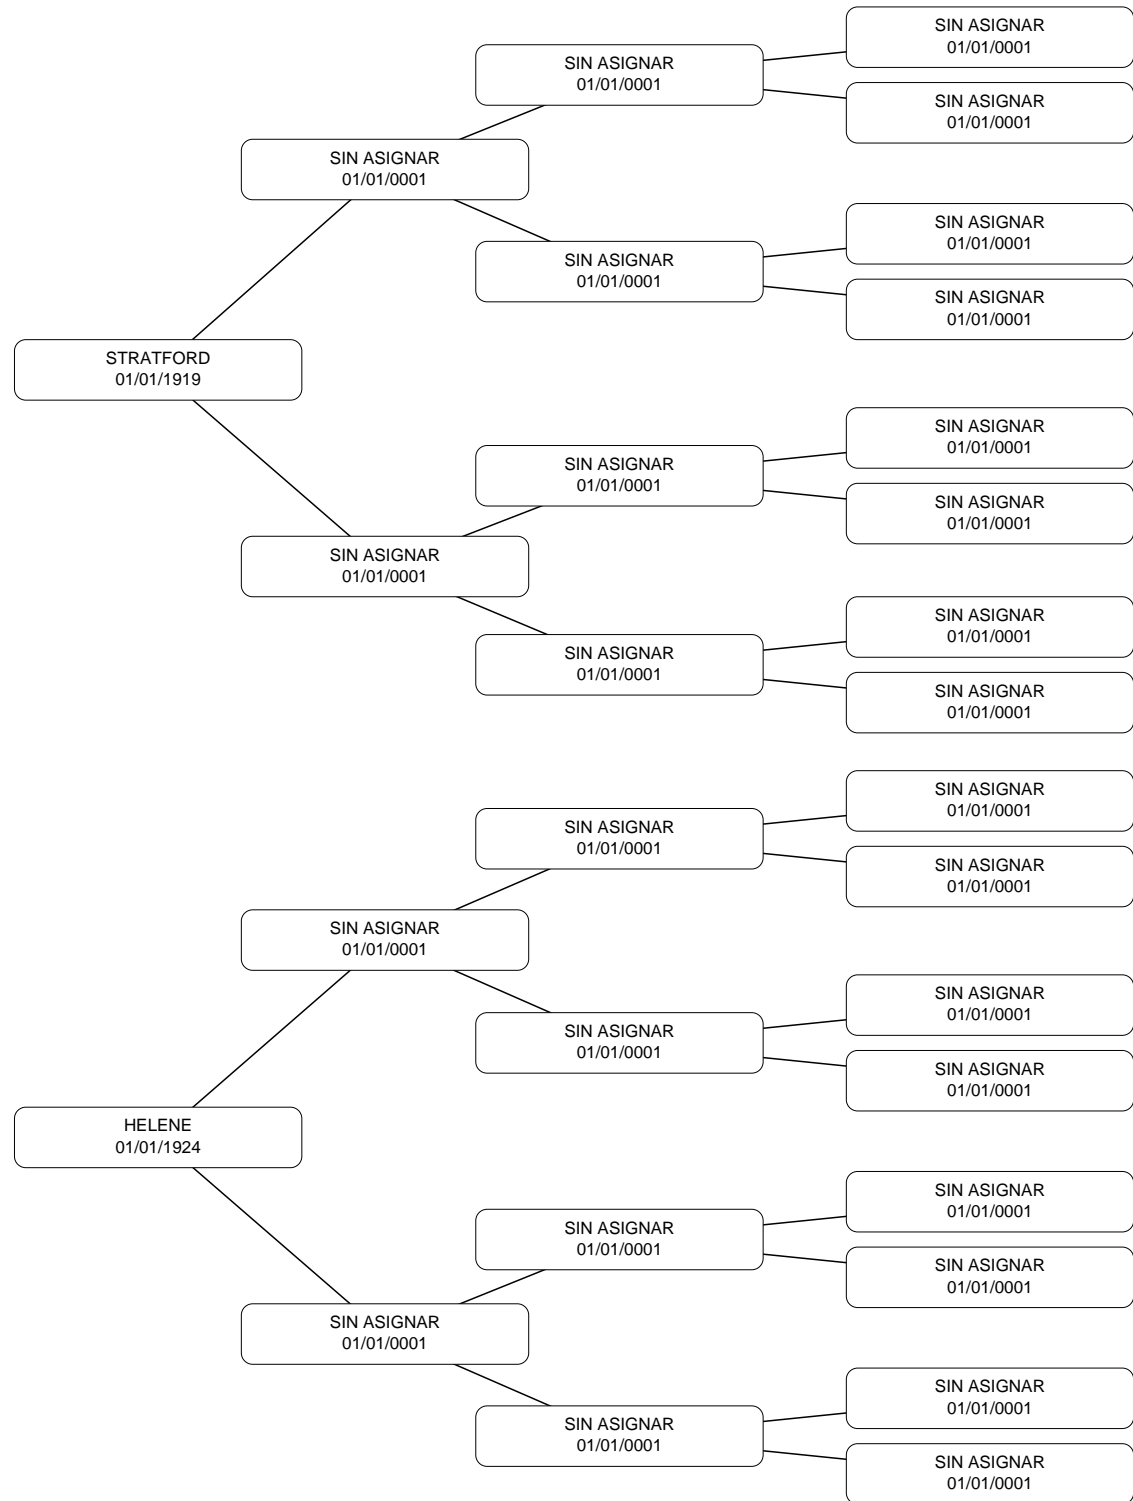 SIN ASIGNAR
01/01/0001
SIN ASIGNAR
01/01/0001
SIN ASIGNAR
01/01/0001
SIN ASIGNAR
01/01/0001
SIN ASIGNAR
01/01/0001
SIN ASIGNAR
01/01/0001
SIN ASIGNAR
01/01/0001
STRATFORD
01/01/1919
SIN ASIGNAR
01/01/0001
SIN ASIGNAR
01/01/0001
SIN ASIGNAR
01/01/0001
SIN ASIGNAR
01/01/0001
SIN ASIGNAR
01/01/0001
SIN ASIGNAR
01/01/0001
SIN ASIGNAR
01/01/0001
SIN ASIGNAR
01/01/0001
SIN ASIGNAR
01/01/0001
SIN ASIGNAR
01/01/0001
SIN ASIGNAR
01/01/0001
SIN ASIGNAR
01/01/0001
SIN ASIGNAR
01/01/0001
SIN ASIGNAR
01/01/0001
HELENE
01/01/1924
SIN ASIGNAR
01/01/0001
SIN ASIGNAR
01/01/0001
SIN ASIGNAR
01/01/0001
SIN ASIGNAR
01/01/0001
SIN ASIGNAR
01/01/0001
SIN ASIGNAR
01/01/0001
SIN ASIGNAR
01/01/0001